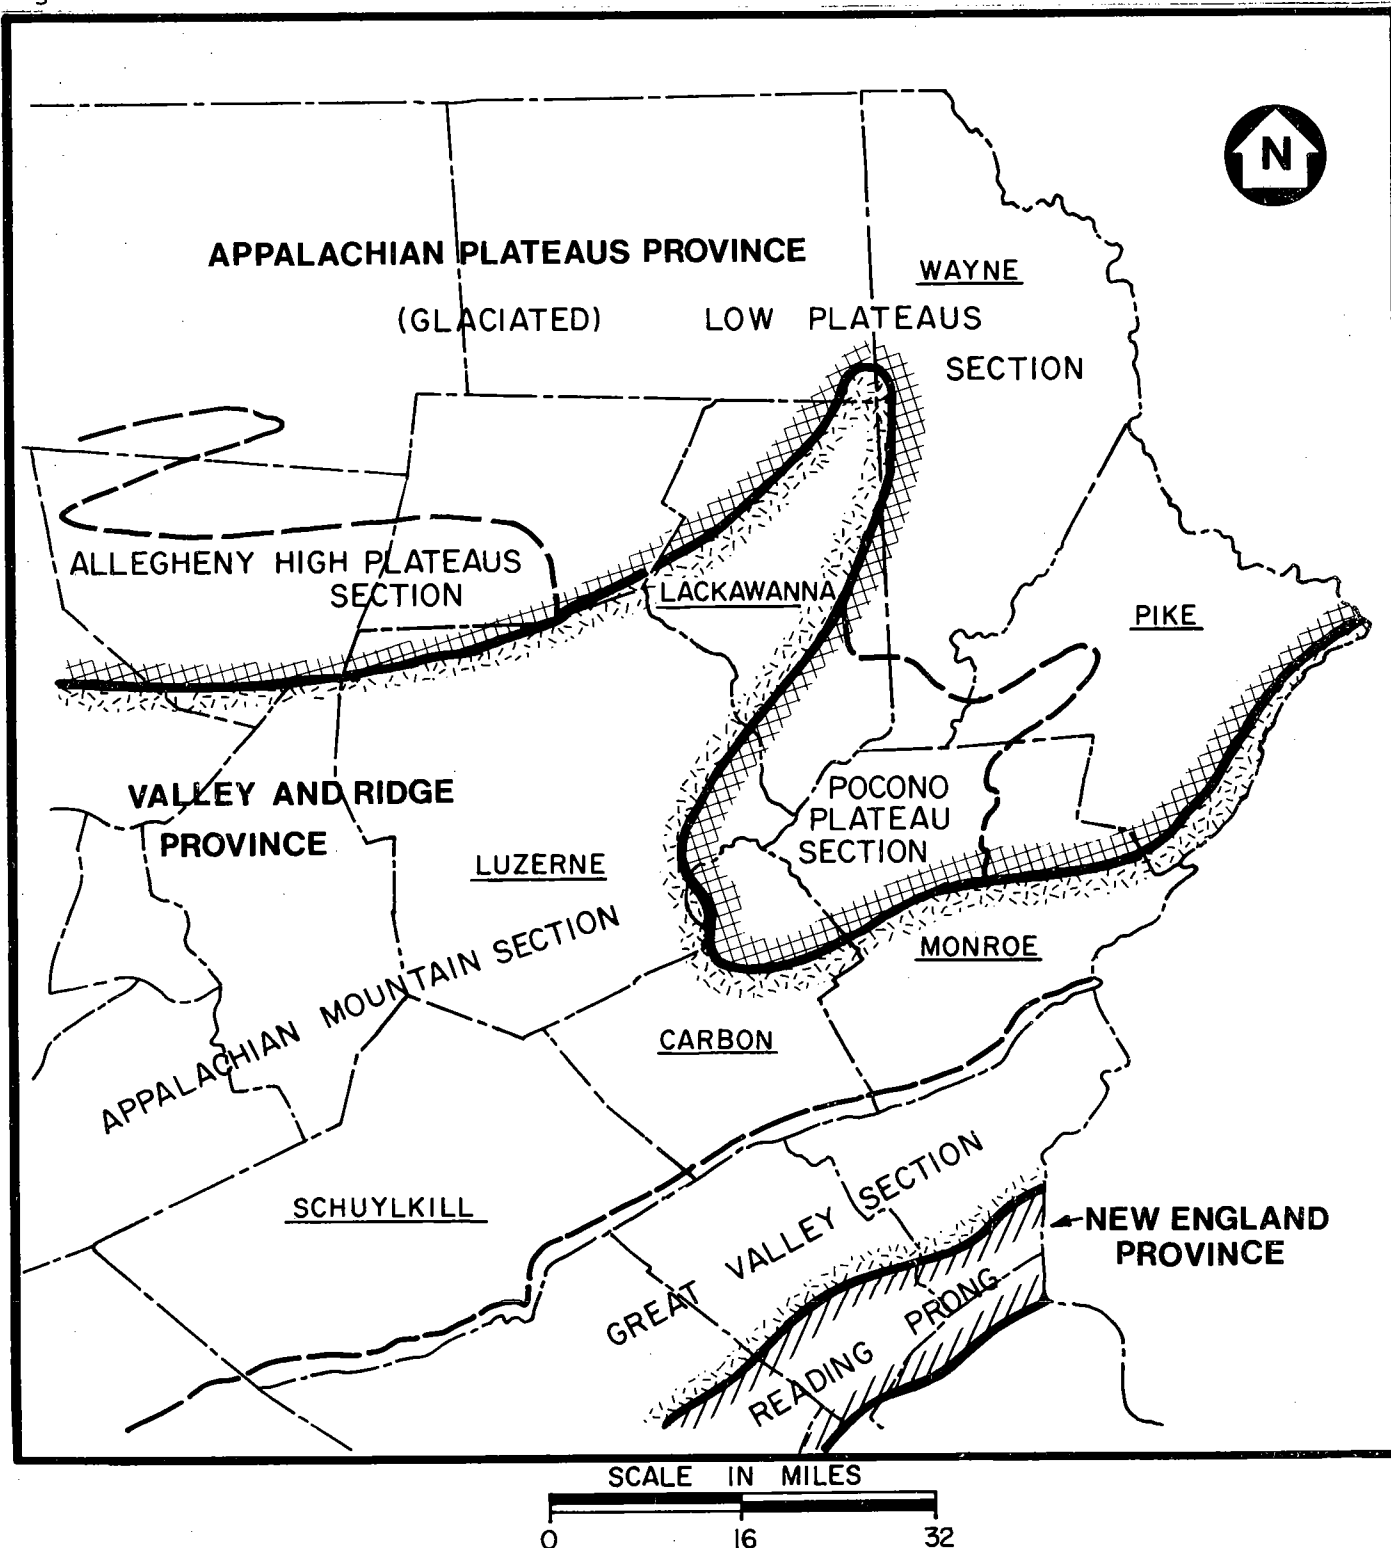 N
APPALACHIAN PLATEAUS PROVINCE
WAYNE
(GLACIATED) LOW PLATEAUS
SECTION
ALLEGHENY HIGH PLATEAUS
SECTION
LACKAWANNA
PIKE
VALLEY AND RIDGE
PROVINCE
POCONO
PLATEAU
SECTION
LUZERNE
APPALACHIAN MOUNTAIN SECTION
MONROE
CARBON
SCHUYLKILL
GREAT VALLEY SECTION
NEW ENGLAND
PROVINCE
READING PRONG
SCALE IN MILES
0 16 32